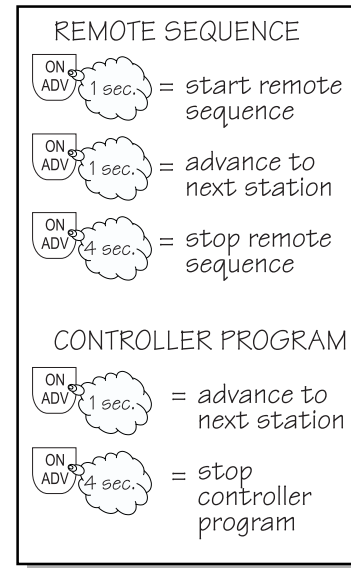 REMOTE SEQUENCE
ON
ADV
1 sec.
= start remote
sequence
ON
ADV
1 sec.
= advance to
next station
ON
ADV
4 sec.
= stop remote
sequence
CONTROLLER PROGRAM
ON
ADV
1 sec.
= advance to
next station
ON
ADV
4 sec.
= stop
controller
program